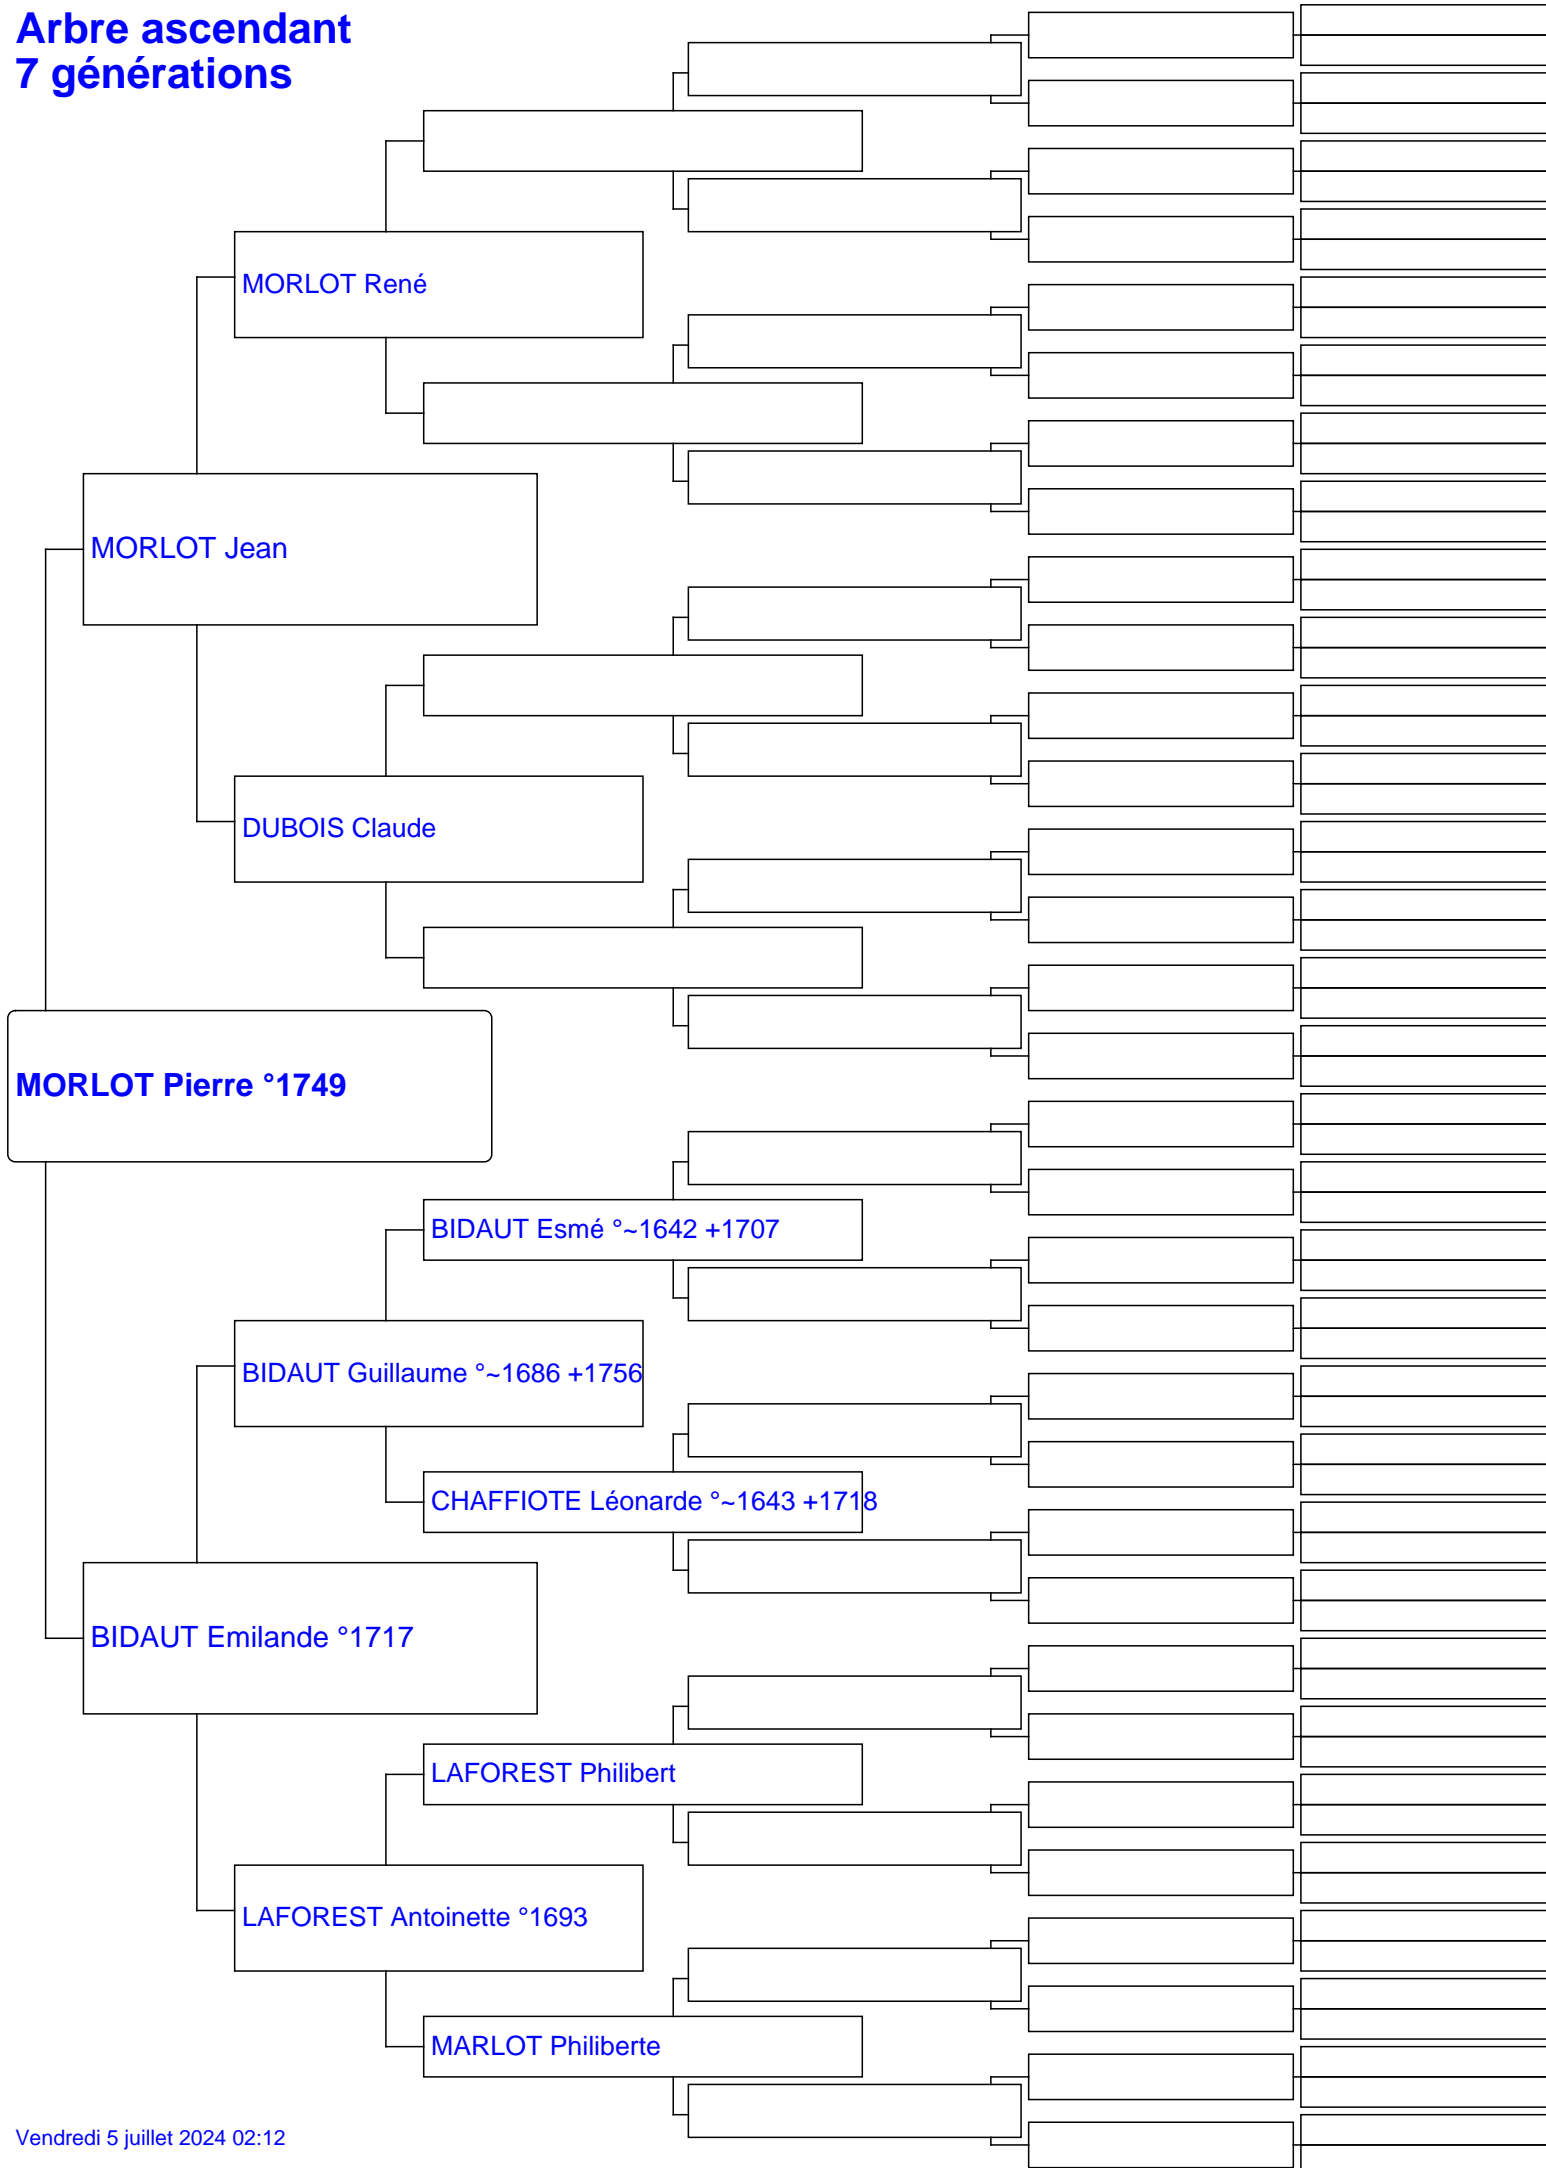 Arbre ascendant
7 générations
MORLOT René
MORLOT Jean
DUBOIS Claude
MORLOT Pierre °1749
BIDAUT Esmé °~1642 +1707
BIDAUT Guillaume °~1686 +1756
CHAFFIOTE Léonarde °~1643 +1718
BIDAUT Emilande °1717
LAFOREST Philibert
LAFOREST Antoinette °1693
MARLOT Philiberte
Vendredi 5 juillet 2024 02:12